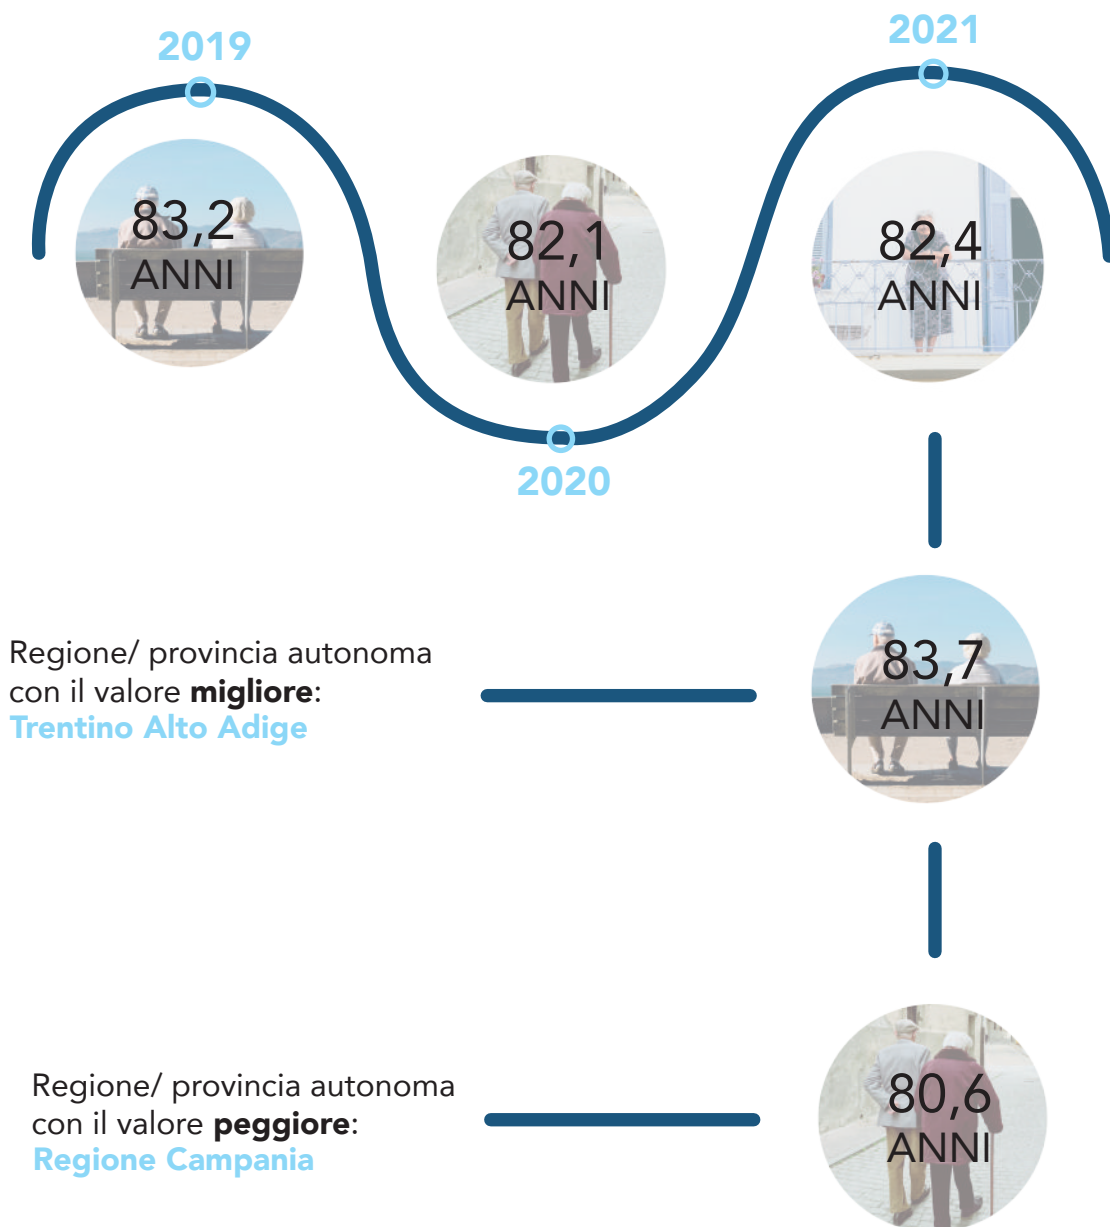 2019
2021
83,2
ANNI
82,1
ANNI
82,4
ANNI
2020
Regione/ provincia autonoma
con il valore migliore:
Trentino Alto Adige
83,7
ANNI
Regione/ provincia autonoma
con il valore peggiore:
Regione Campania
80,6
ANNI